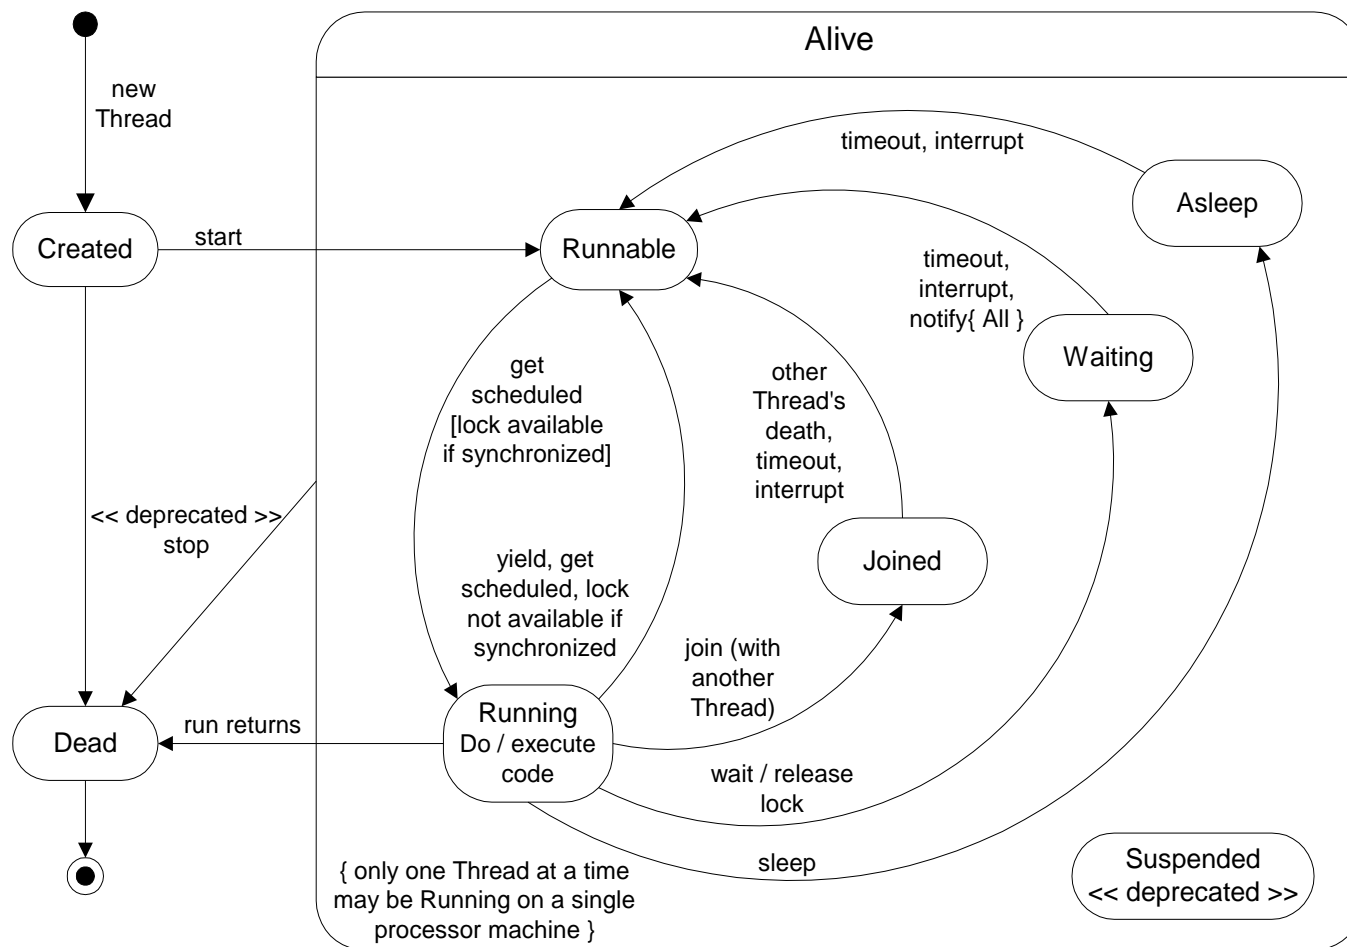 Alive
new
Thread
timeout, interrupt
Asleep
Created
start
Runnable
timeout,
interrupt,
notify{ All }
Waiting
get
scheduled
[lock available
if synchronized]
other
Thread's
death,
timeout,
interrupt
<< deprecated >>
stop
yield, get
scheduled, lock
not available if
synchronized
Joined
join (with
another
Thread)
Dead
run returns
Running
Do / execute
code
wait / release
lock
sleep
{ only one Thread at a time
may be Running on a single
processor machine }
Suspended
<< deprecated >>